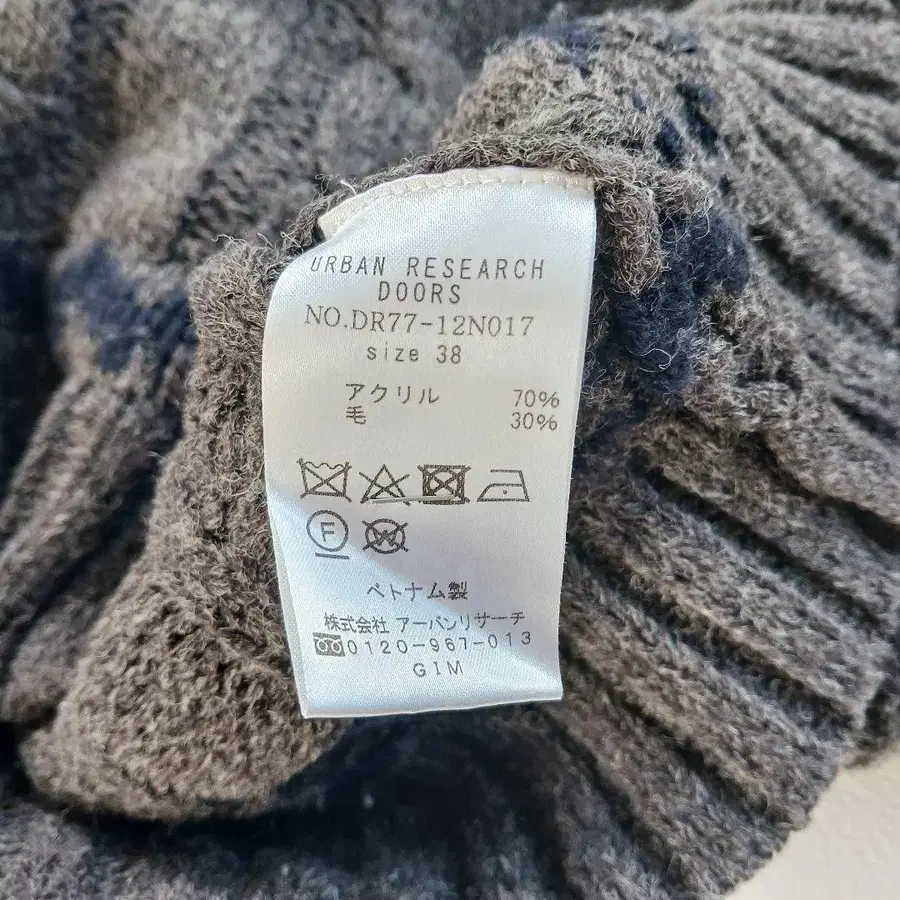 URBAN RESEARCH
DOORS
NO.DR77-12N017
size 38
アクリル 70%
毛 30%
F
W
ベトナム製
株式会社 アーバンリサーチ
0120-967-013
GIM